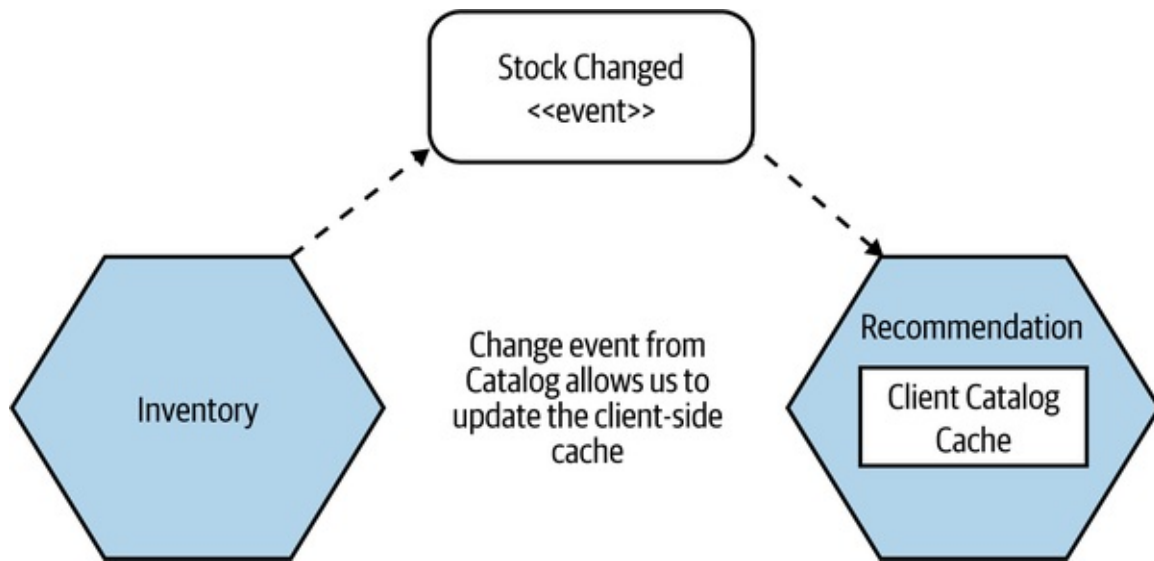 Stock Changed
<<event>>
Inventory
Change event from
Catalog allows us to
update the client-side
cache
Recommendation
Client Catalog
Cache